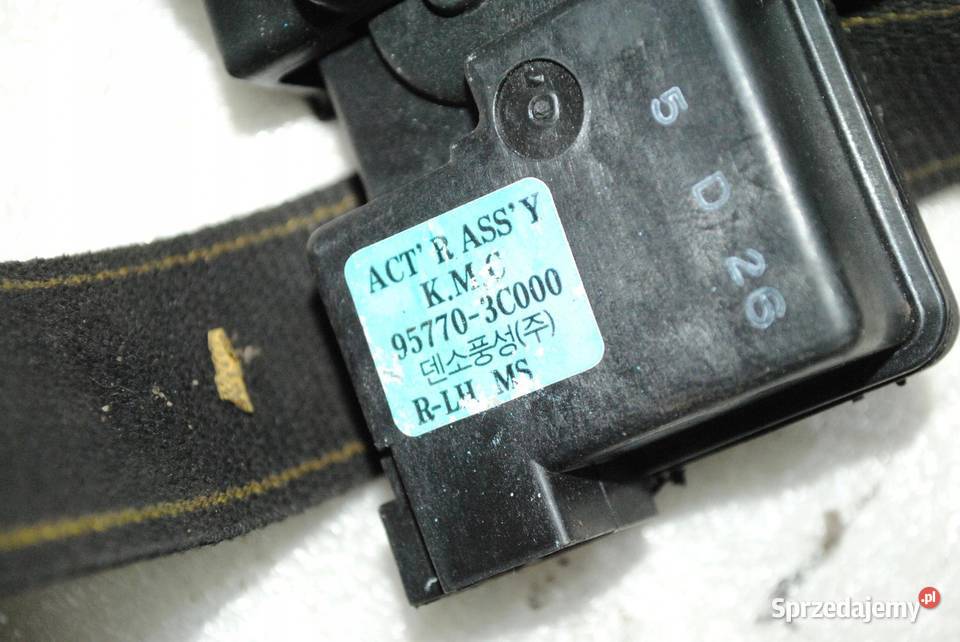 5 D 26
ACT'R ASS'Y
K.M.C
95770-3C000
덴소풍성(주)
R-LH MS
Sprzedajemy.pl